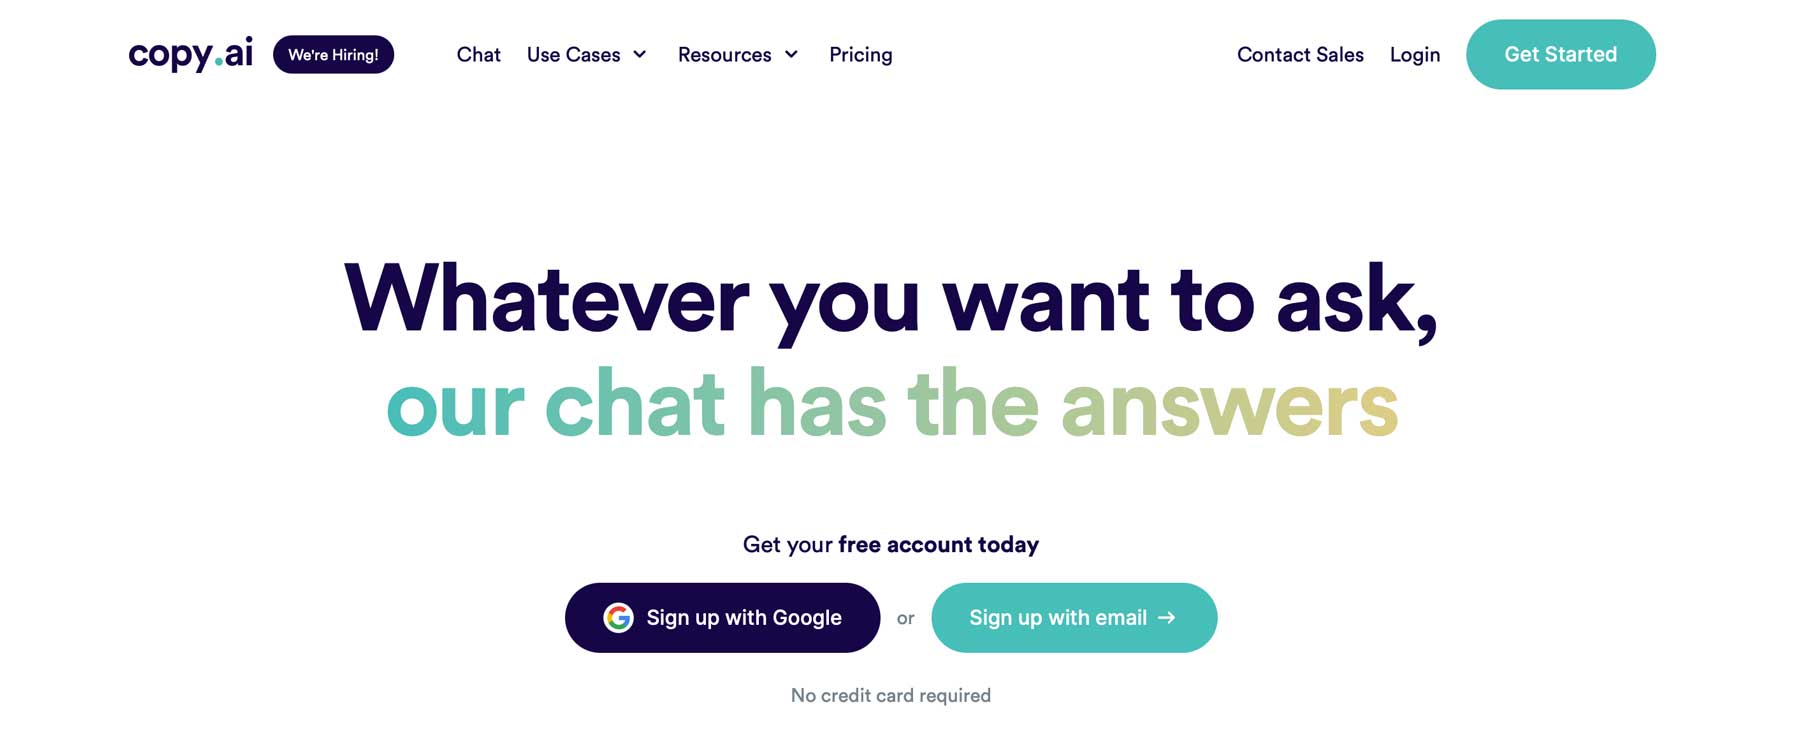 copy.ai We're Hiring! Chat Use Cases Resources Pricing Contact Sales Login Get Started
Whatever you want to ask,
our chat has the answers
Get your free account today
Sign up with Google or Sign up with email →
No credit card required